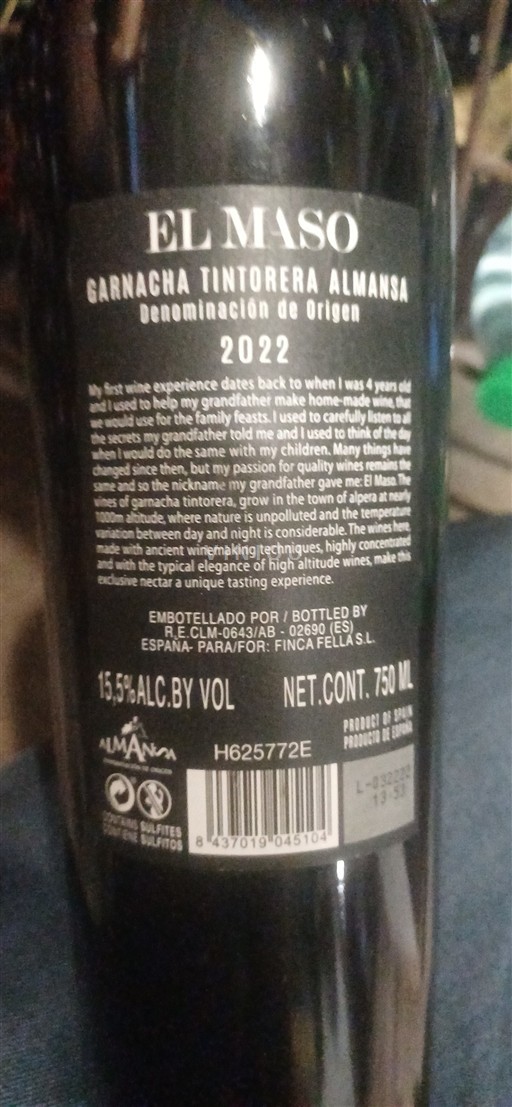 EL MASO
GARNACHA TINTORERA ALMANSA
Denominación de Origen
2022
My first wine experience dates back to when I was 4 years old
and I used to help my grandfather make home-made wine, that
we would use for the family feasts. I used to carefully listen to all
the secrets my grandfather told me and I used to think of the day
when I would do the same with my children. Many things have
changed since then, but my passion for quality wines remains the
same and so the nickname my grandfather gave me: El Maso. The
vines of garnacha tintorera, grow in the town of alpera at nearly
1000m altitude, where nature is unpolluted and the temperature
variation between day and night is considerable. The wines here,
made with ancient winemaking techniques, highly concentrated
and with the typical elegance of high altitude wines, make this
exclusive nectar a unique tasting experience.
EMBOTELLADO POR / BOTTLED BY
R.E.CLM-0643/AB - 02690 (ES)
ESPAÑA- PARA/FOR: FINCA FELLA S.L.
15,5%ALC.BY VOL NET.CONT. 750 ML
PRODUCT OF SPAIN
PRODUCTO DE ESPAÑA
ALMANSA
DENOMINACIÓN DE ORIGEN
H625772E
CONTAINS SULFITES
CONTIENE SULFITOS
8 437019 045104
13:53